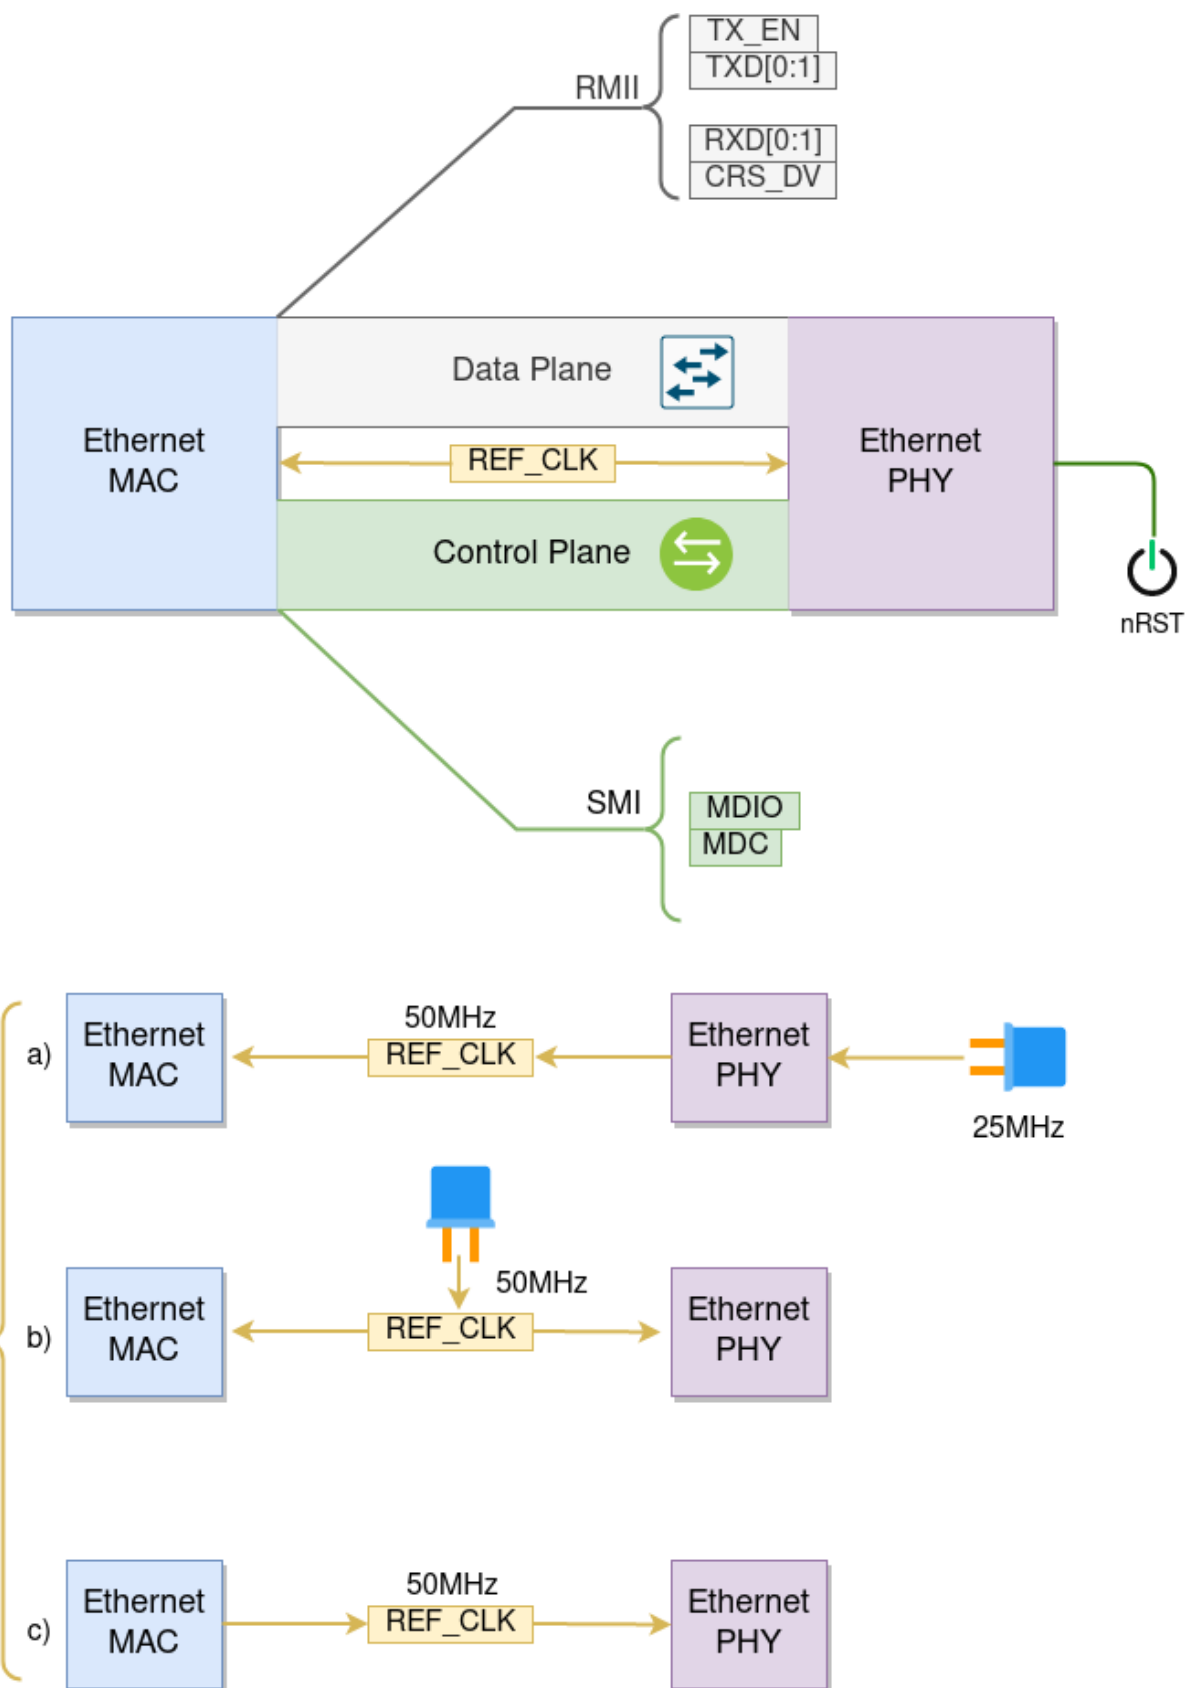 TX_EN
TXD[0:1]
RMII
RXD[0:1]
CRS_DV
Data Plane
Ethernet
MAC
REF_CLK
Ethernet
PHY
Control Plane
nRST
SMI
MDIO
MDC
a)
Ethernet
MAC
50MHz
REF_CLK
Ethernet
PHY
25MHz
b)
Ethernet
MAC
50MHz
REF_CLK
Ethernet
PHY
c)
Ethernet
MAC
50MHz
REF_CLK
Ethernet
PHY